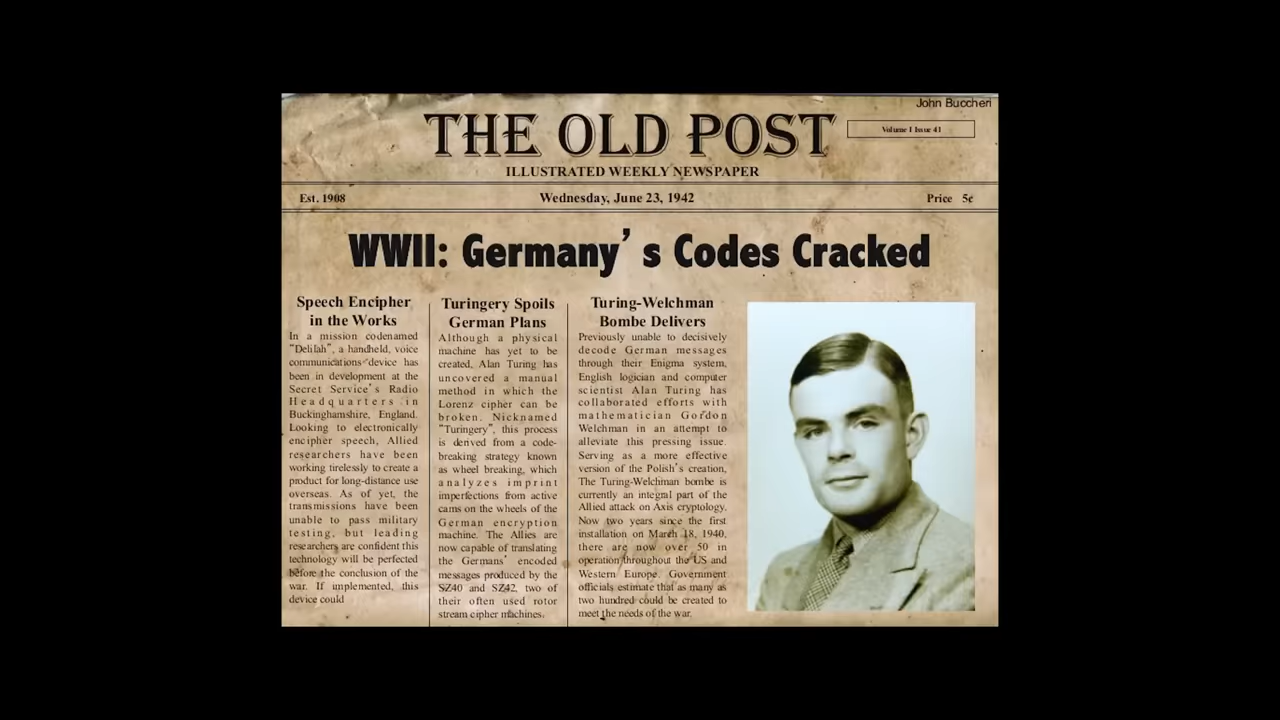 John Buccheri
THE OLD POST
Volume I Issue 41
ILLUSTRATED WEEKLY NEWSPAPER
Est. 1908
Wednesday, June 23, 1942
Price 5¢
WWII: Germany's Codes Cracked
Speech Encipher
in the Works
In a mission codenamed
"Delilah", a handheld, voice
communications device has
been in development at the
Secret Service's Radio
Headquarters in
Buckinghamshire, England.
Looking to electronically
encipher speech, Allied
researchers have been
working tirelessly to create a
product for long-distance use
overseas. As of yet, the
transmissions have been
unable to pass military
testing, but leading
researchers are confident this
technology will be perfected
before the conclusion of the
war. If implemented, this
device could
Turingery Spoils
German Plans
Although a physical
machine has yet to be
created, Alan Turing has
uncovered a manual
method in which the
Lorenz cipher can be
broken. Nicknamed
"Turingery", this process
is derived from a code-
breaking strategy known
as wheel breaking, which
analyzes imprint
imperfections from active
cams on the wheels of the
German encryption
machine. The Allies are
now capable of translating
the Germans' encoded
messages produced by the
SZ40 and SZ42, two of
their often used rotor
stream cipher machines.
Turing-Welchman
Bombe Delivers
Previously unable to decisively
decode German messages
through their Enigma system,
English logician and computer
scientist Alan Turing has
collaborated efforts with
mathematician Gordon
Welchman in an attempt to
alleviate this pressing issue.
Serving as a more effective
version of the Polish's creation,
The Turing-Welchman bombe is
currently an integral part of the
Allied attack on Axis cryptology.
Now two years since the first
installation on March 18, 1940,
there are now over 50 in
operation throughout the US and
Western Europe. Government
officials estimate that as many as
two hundred could be created to
meet the needs of the war.